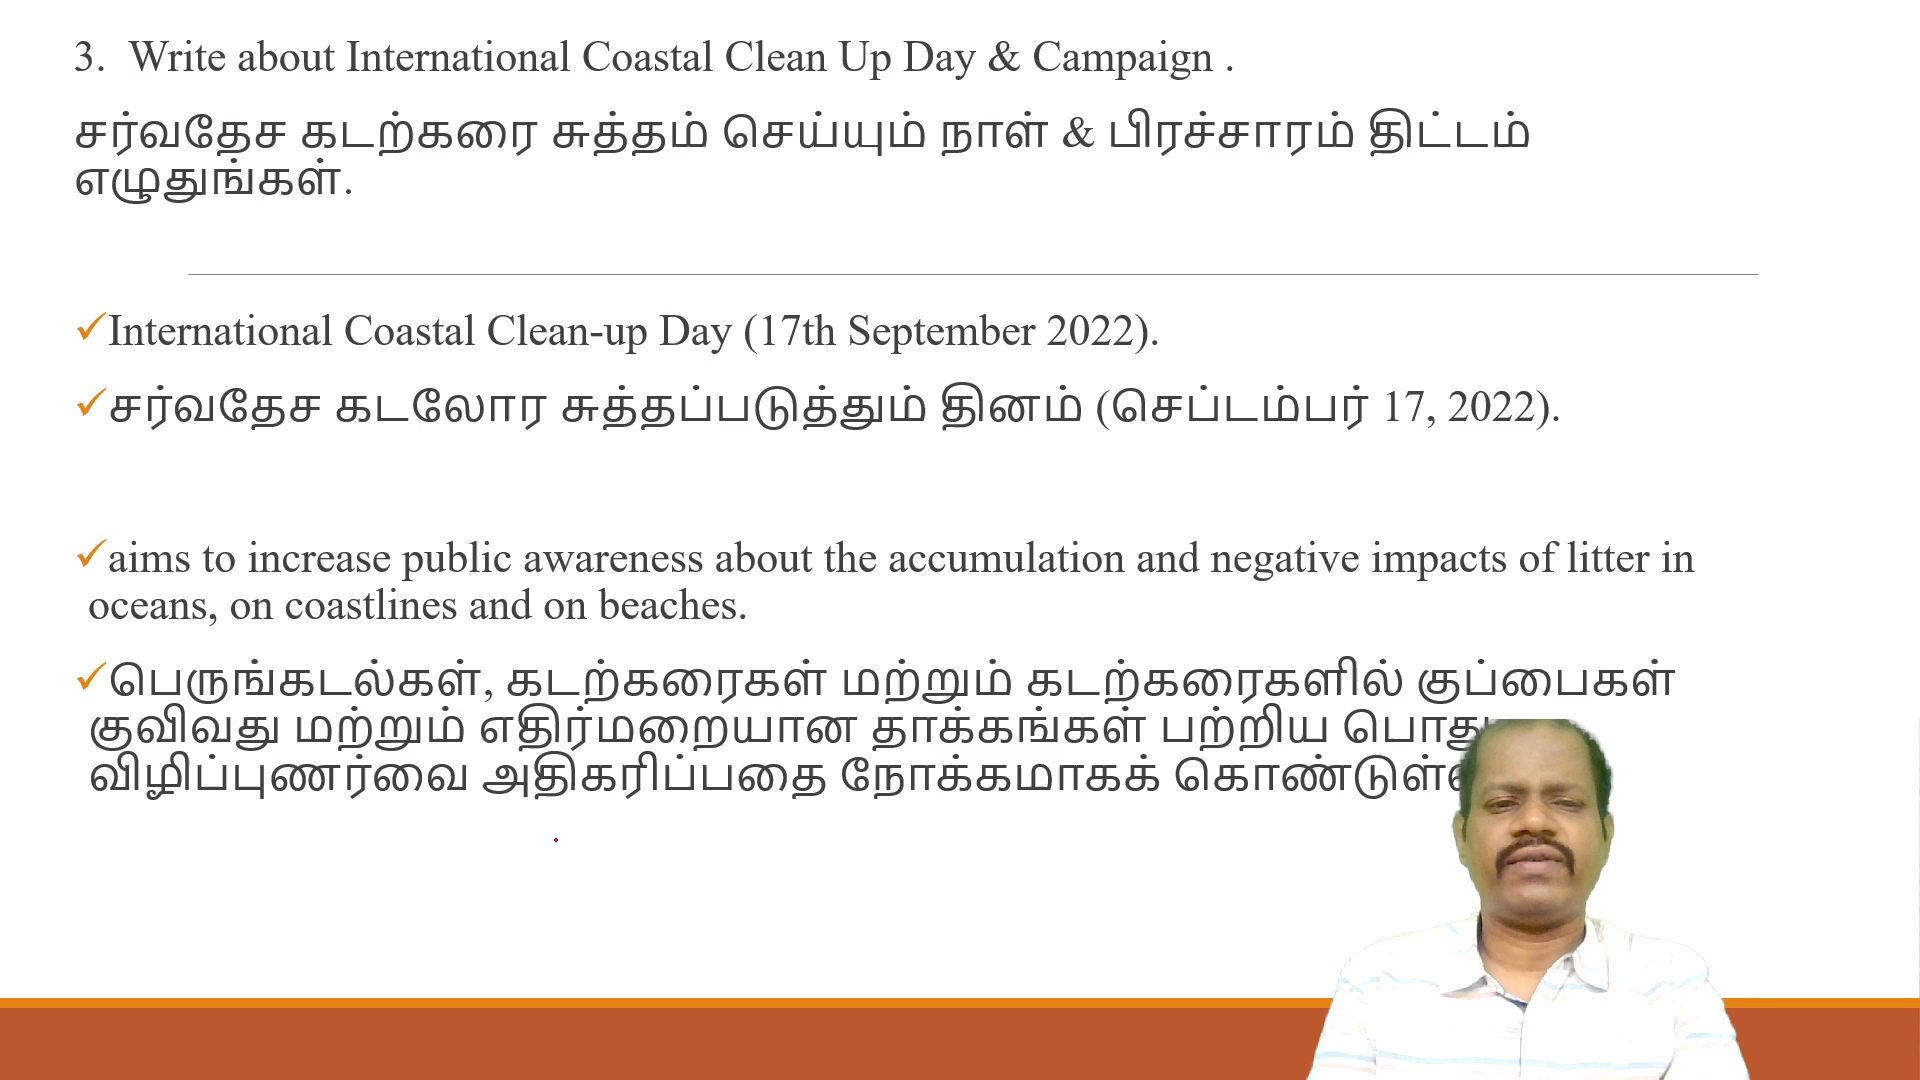 3. Write about International Coastal Clean Up Day & Campaign .
சர்வதேச கடற்கரை சுத்தம் செய்யும் நாள் & பிரச்சாரம் திட்டம்
எழுதுங்கள்.
✓International Coastal Clean-up Day (17th September 2022).
✓சர்வதேச கடலோர சுத்தப்படுத்தும் தினம் (செப்டம்பர் 17, 2022).
✓aims to increase public awareness about the accumulation and negative impacts of litter in
oceans, on coastlines and on beaches.
✓பெருங்கடல்கள், கடற்கரைகள் மற்றும் கடற்கரைகளில் குப்பைகள்
குவிவது மற்றும் எதிர்மறையான தாக்கங்கள் பற்றிய
விழிப்புணர்வை அதிகரிப்பதை நோக்கமாகக்